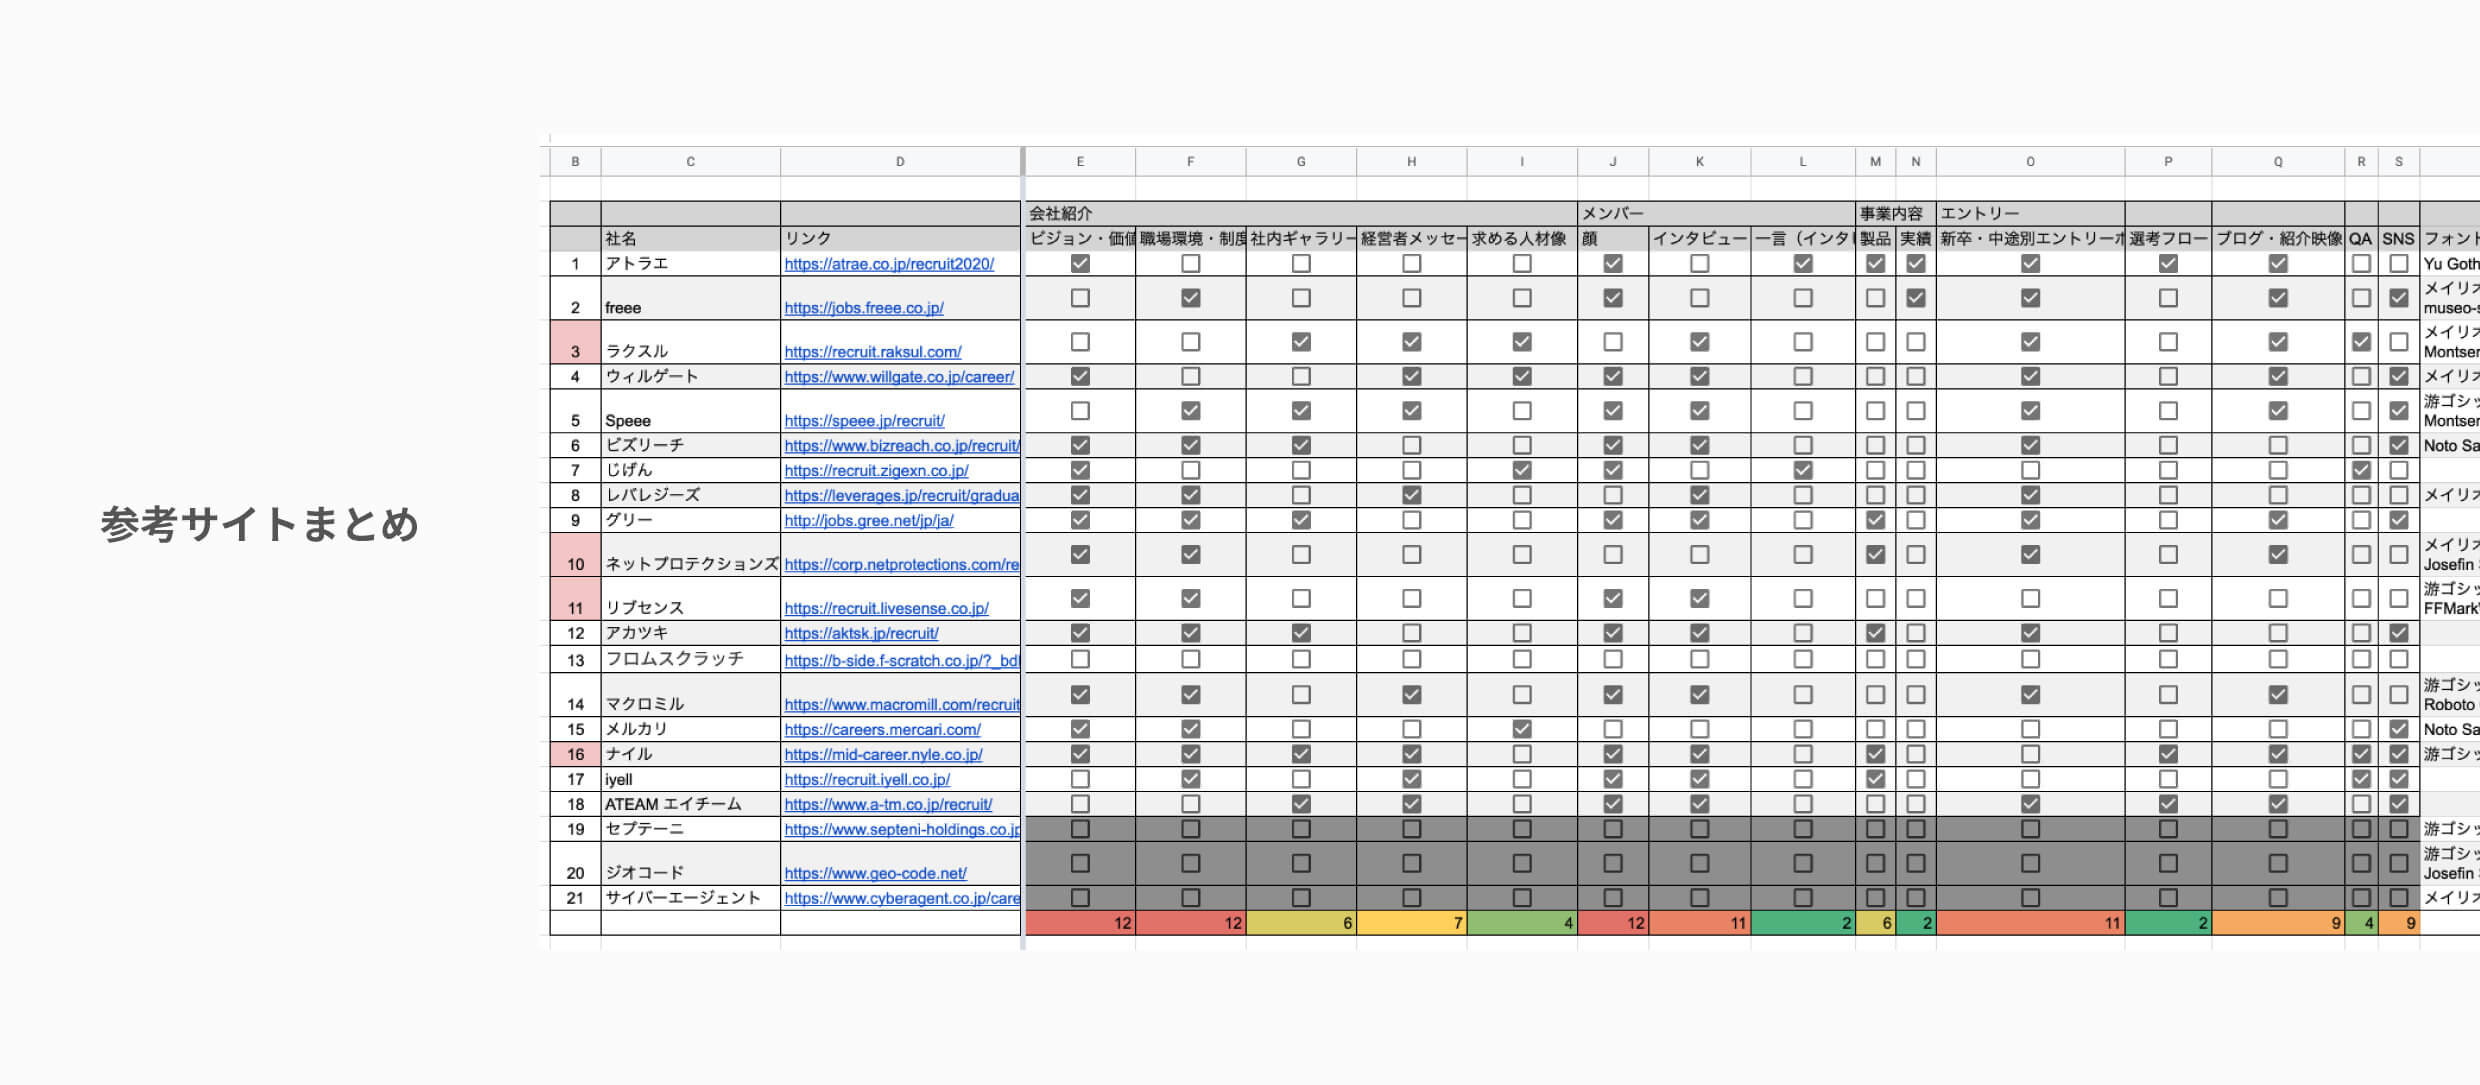 参考サイトまとめ
B C D E F G H I J K L M N O P Q R S
会社紹介 メンバー 事業内容 エントリー
社名 リンク ビジョン・価値 職場環境・制度 社内ギャラリー 経営者メッセー 求める人材像 顔 インタビュー 一言（インタ 製品 実績 新卒・中途別エントリーホ 選考フロー ブログ・紹介映像 QA SNS フォント
1 アトラエ https://atrae.co.jp/recruit2020/ Yu Goth
メイリオ
2 freee https://jobs.freee.co.jp/ museo-s
メイリオ
3 ラクスル https://recruit.raksul.com/ Montser
4 ウィルゲート https://www.willgate.co.jp/career/ メイリオ
游ゴシッ
5 Speee https://speee.jp/recruit/ Montser
6 ビズリーチ https://www.bizreach.co.jp/recruit/ Noto Sa
7 じげん https://recruit.zigexn.co.jp/
8 レバレジーズ https://leverages.jp/recruit/gradua メイリオ
9 グリー http://jobs.gree.net/jp/ja/
メイリオ
10 ネットプロテクションズ https://corp.netprotections.com/re Josefin S
游ゴシッ
11 リブセンス https://recruit.livesense.co.jp/ FFMark
12 アカツキ https://aktsk.jp/recruit/
13 フロムスクラッチ https://b-side.f-scratch.co.jp/?_bdl
游ゴシッ
14 マクロミル https://www.macromill.com/recruit Roboto
15 メルカリ https://careers.mercari.com/ Noto Sa
16 ナイル https://mid-career.nyle.co.jp/ 游ゴシッ
17 iyell https://recruit.iyell.co.jp/
18 ATEAM エイチーム https://www.a-tm.co.jp/recruit/
19 セプテーニ https://www.septeni-holdings.co.jp 游ゴシッ
游ゴシッ
20 ジオコード https://www.geo-code.net/ Josefin S
21 サイバーエージェント https://www.cyberagent.co.jp/care メイリオ
12 12 6 7 4 12 11 2 6 2 11 2 9 4 9